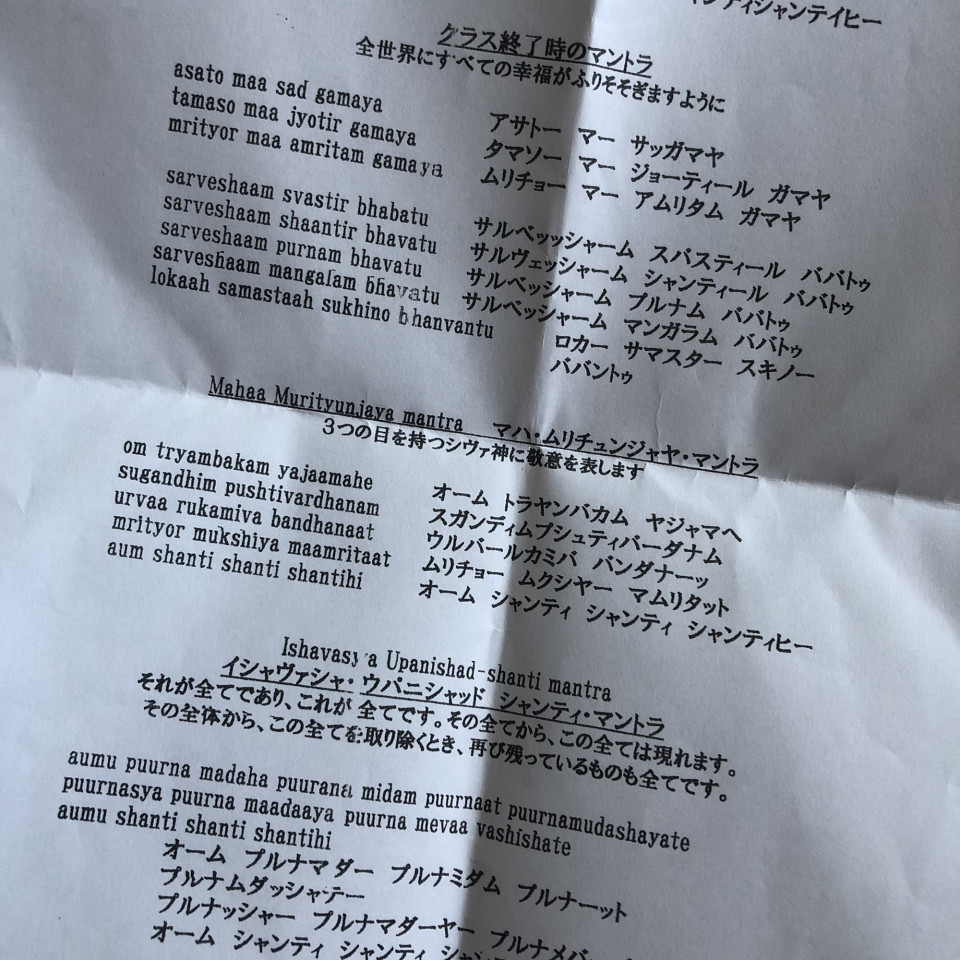 ンティシャンテイヒー
クラス終了時のマントラ
全世界にすべての幸福がふりそそぎますように
asato maa sad gamaya　アサトー マー サッガマヤ
tamaso maa jyotir gamaya　タマソー マー ジョーティール ガマヤ
mrityor maa amritam gamaya　ムリチョー マー アムリタム ガマヤ
sarveshaam svastir bhabatu　サルベッッシャーム スバスティール ババトゥ
sarveshaam shaantir bhavatu　サルヴェッシャーム シャンティール ババトゥ
sarveshaam purnam bhavatu　サルベッシャーム プルナム ババトゥ
sarveshaam mangalam bhavatu　サルベッシャーム マンガラム ババトゥ
lokaah samastaah sukhino bhanvantu　ロカー サマスター スキノー
ババントゥ
Mahaa Murityunjaya mantra　マハ・ムリチュンジャヤ・マントラ
３つの目を持つシヴァ神に敬意を表します
om tryambakam yajaamahe　オーム トラヤンバカム ヤジャマヘ
sugandhim pushtivardhanam　スガンディムプシュティバーダナム
urvaa rukamiva bandhanaat　ウルバールカミバ バンダナーッ
mrityor mukshiya maamritaat　ムリチョー ムクシヤー マムリタット
aum shanti shanti shantihi　オーム シャンティ シャンティ シャンティヒー
Ishavasya Upanishad-shanti mantra
イシャヴァシャ・ウパニシャッド シャンティ・マントラ
それが全てであり、これが 全てです。その全てから、この全ては現れます。
その全体から、この全てを取り除くとき、再び残っているものも全てです。
aumu puurna madaha puurana midam puurnaat puurnamudashayate
puurnasya puurna maadaaya puurna mevaa vashishate
aumu shanti shanti shantihi
オーム プルナマダー プルナミダム プルナーット
プルナムダッシャテー
プルナッシャー プルナマダーヤー プルナメバ
オーム シャンティ シャンティ